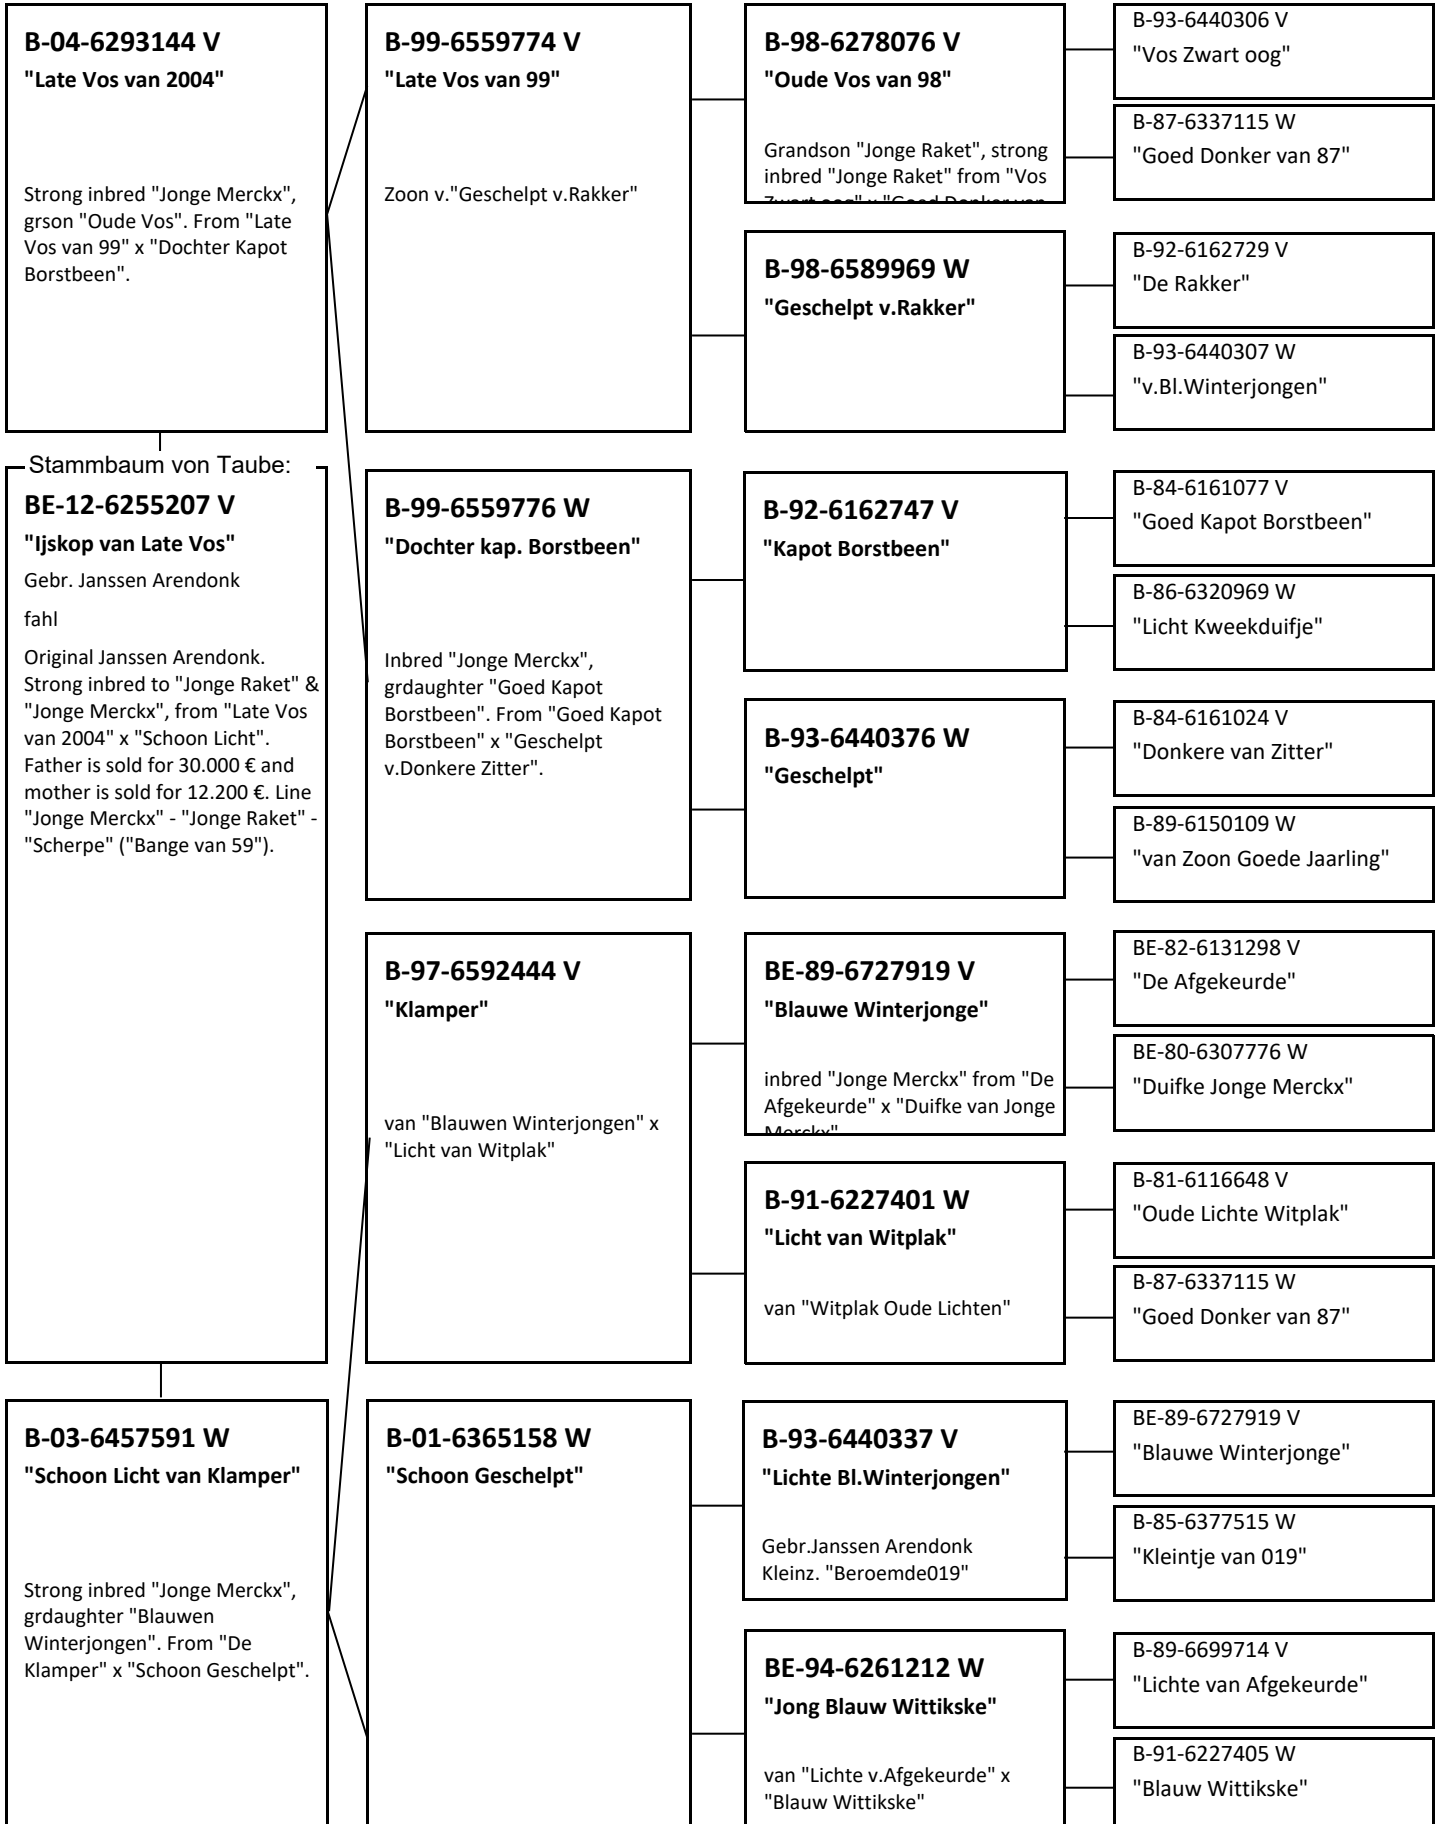 B-04-6293144 V
"Late Vos van 2004"
Strong inbred "Jonge Merckx",
grson "Oude Vos". From "Late
Vos van 99" x "Dochter Kapot
Borstbeen".
Stammbaum von Taube:
BE-12-6255207 V
"Ijskop van Late Vos"
Gebr. Janssen Arendonk
fahl
Original Janssen Arendonk.
Strong inbred to "Jonge Raket" &
"Jonge Merckx", from "Late Vos
van 2004" x "Schoon Licht".
Father is sold for 30.000 € and
mother is sold for 12.200 €. Line
"Jonge Merckx" - "Jonge Raket" -
"Scherpe" ("Bange van 59").
B-03-6457591 W
"Schoon Licht van Klamper"
Strong inbred "Jonge Merckx",
grdaughter "Blauwen
Winterjongen". From "De
Klamper" x "Schoon Geschelpt".
B-99-6559774 V
"Late Vos van 99"
Zoon v."Geschelpt v.Rakker"
B-99-6559776 W
"Dochter kap. Borstbeen"
Inbred "Jonge Merckx",
grdaughter "Goed Kapot
Borstbeen". From "Goed Kapot
Borstbeen" x "Geschelpt
v.Donkere Zitter".
B-97-6592444 V
"Klamper"
van "Blauwen Winterjongen" x
"Licht van Witplak"
B-01-6365158 W
"Schoon Geschelpt"
B-98-6278076 V
"Oude Vos van 98"
Grandson "Jonge Raket", strong
inbred "Jonge Raket" from "Vos
Zwart oog" x "Goed Donker van
B-98-6589969 W
"Geschelpt v.Rakker"
B-92-6162747 V
"Kapot Borstbeen"
B-93-6440376 W
"Geschelpt"
BE-89-6727919 V
"Blauwe Winterjonge"
inbred "Jonge Merckx" from "De
Afgekeurde" x "Duifke van Jonge
Merckx"
B-91-6227401 W
"Licht van Witplak"
van "Witplak Oude Lichten"
B-93-6440337 V
"Lichte Bl.Winterjongen"
Gebr.Janssen Arendonk
Kleinz. "Beroemde019"
BE-94-6261212 W
"Jong Blauw Wittikske"
van "Lichte v.Afgekeurde" x
"Blauw Wittikske"
B-93-6440306 V
"Vos Zwart oog"
B-87-6337115 W
"Goed Donker van 87"
B-92-6162729 V
"De Rakker"
B-93-6440307 W
"v.Bl.Winterjongen"
B-84-6161077 V
"Goed Kapot Borstbeen"
B-86-6320969 W
"Licht Kweekduifje"
B-84-6161024 V
"Donkere van Zitter"
B-89-6150109 W
"van Zoon Goede Jaarling"
BE-82-6131298 V
"De Afgekeurde"
BE-80-6307776 W
"Duifke Jonge Merckx"
B-81-6116648 V
"Oude Lichte Witplak"
B-87-6337115 W
"Goed Donker van 87"
BE-89-6727919 V
"Blauwe Winterjonge"
B-85-6377515 W
"Kleintje van 019"
B-89-6699714 V
"Lichte van Afgekeurde"
B-91-6227405 W
"Blauw Wittikske"